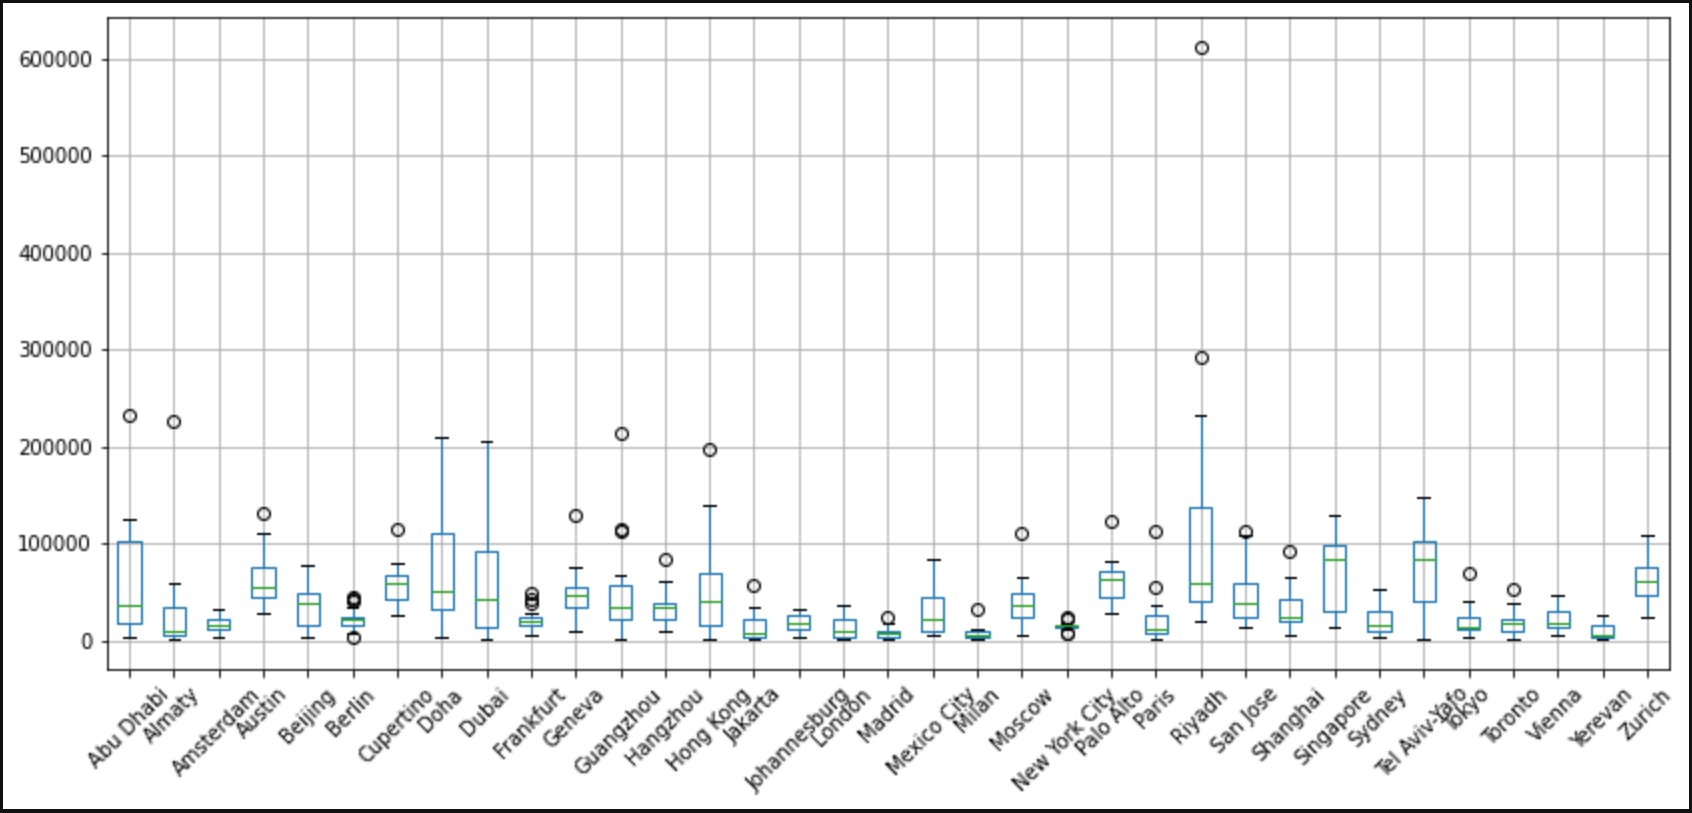 600000
500000
400000
300000
200000
100000
0
Abu Dhabi
Almaty
Amsterdam
Austin
Beijing
Berlin
Cupertino
Doha
Dubai
Frankfurt
Geneva
Guangzhou
Hangzhou
Hong Kong
Jakarta
Johannesburg
London
Madrid
Mexico City
Milan
Moscow
New York City
Palo Alto
Paris
Riyadh
San Jose
Shanghai
Singapore
Sydney
Tel Aviv-Yafo
Tokyo
Toronto
Vienna
Yerevan
Zurich